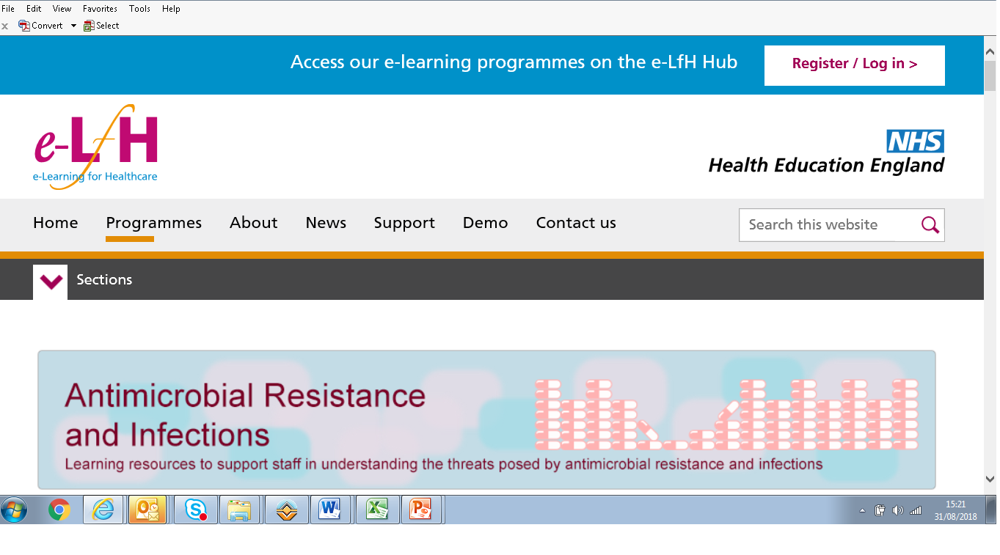 File Edit View Favorites Tools Help
x Convert Select
Access our e-learning programmes on the e-LfH Hub Register / Log in >
e-LfH
e-Learning for Healthcare
NHS
Health Education England
Home Programmes About News Support Demo Contact us Search this website
Sections
Antimicrobial Resistance
and Infections
Learning resources to support staff in understanding the threats posed by antimicrobial resistance and infections
15:21
31/08/2018